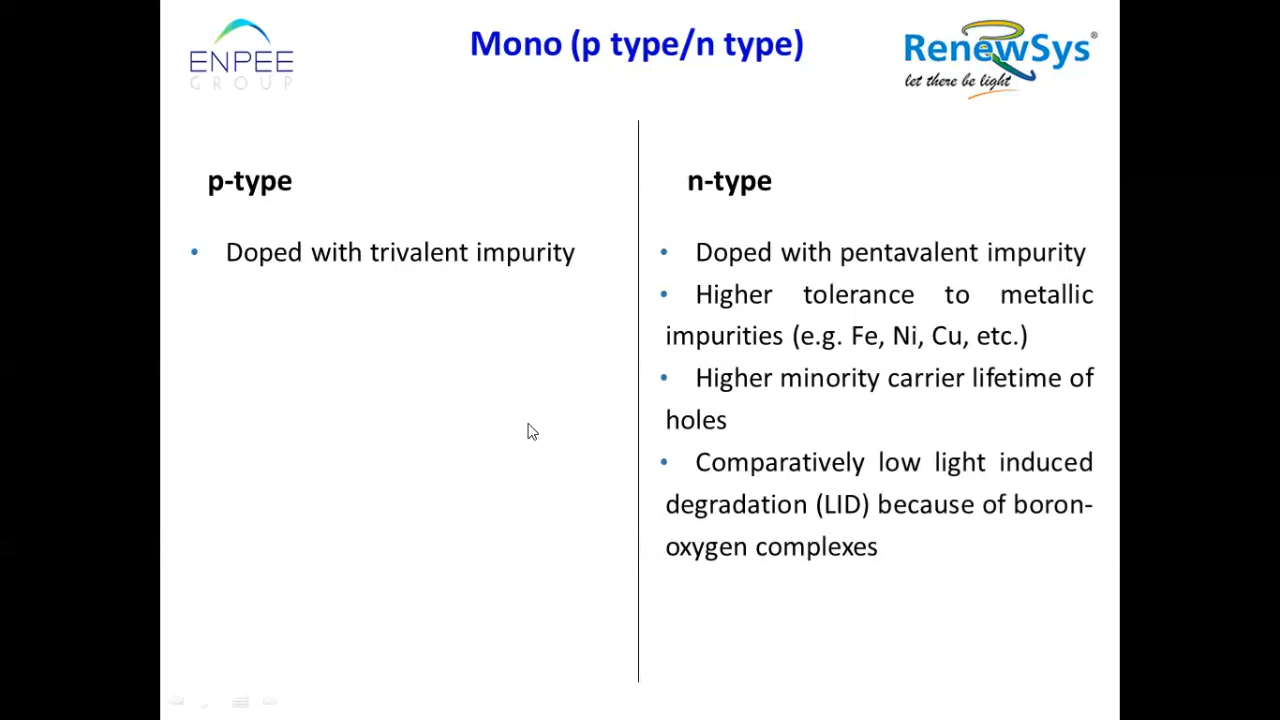 ENPEE
GROUP
Mono (p type/n type)
RenewSys®
let there be light
p-type
• Doped with trivalent impurity
n-type
• Doped with pentavalent impurity
• Higher tolerance to metallic
impurities (e.g. Fe, Ni, Cu, etc.)
• Higher minority carrier lifetime of
holes
• Comparatively low light induced
degradation (LID) because of boron-
oxygen complexes